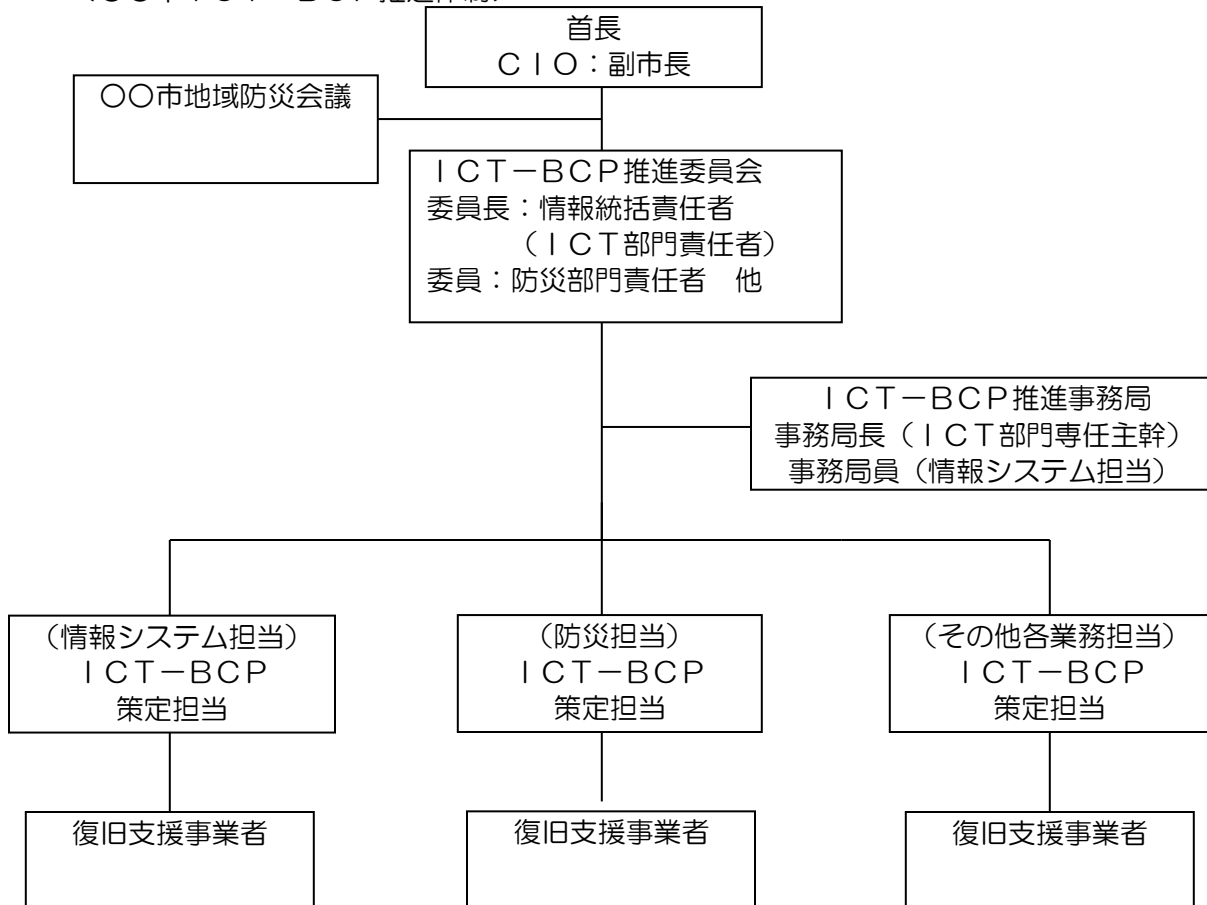 首長
ＣＩＯ：副市長
〇〇市地域防災会議
ＩＣＴ－ＢＣＰ推進委員会
委員長：情報統括責任者
（ＩＣＴ部門責任者）
委員：防災部門責任者　他
ＩＣＴ－ＢＣＰ推進事務局
事務局長（ＩＣＴ部門専任主幹）
事務局員（情報システム担当）
（情報システム担当）
ＩＣＴ－ＢＣＰ
策定担当
（防災担当）
ＩＣＴ－ＢＣＰ
策定担当
（その他各業務担当）
ＩＣＴ－ＢＣＰ
策定担当
復旧支援事業者
復旧支援事業者
復旧支援事業者